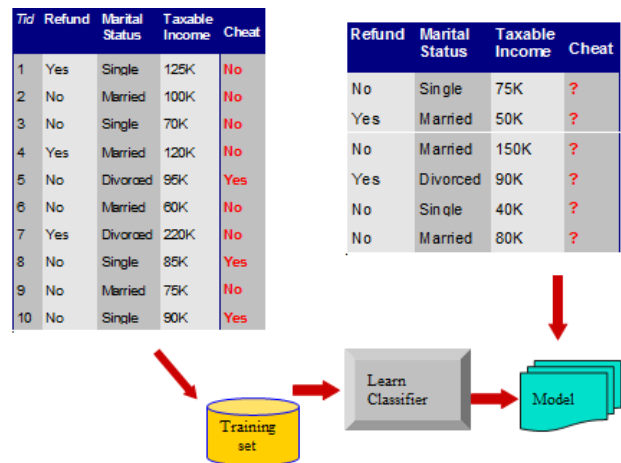 Tid Refund Marital Status Taxable Income Cheat
1 Yes Single 125K No
2 No Married 100K No
3 No Single 70K No
4 Yes Married 120K No
5 No Divorced 95K Yes
6 No Married 60K No
7 Yes Divorced 220K No
8 No Single 85K Yes
9 No Married 75K No
10 No Single 90K Yes
Refund Marital Status Taxable Income Cheat
No Single 75K ?
Yes Married 50K ?
No Married 150K ?
Yes Divorced 90K ?
No Single 40K ?
No Married 80K ?
Training
set
Learn
Classifier
Model